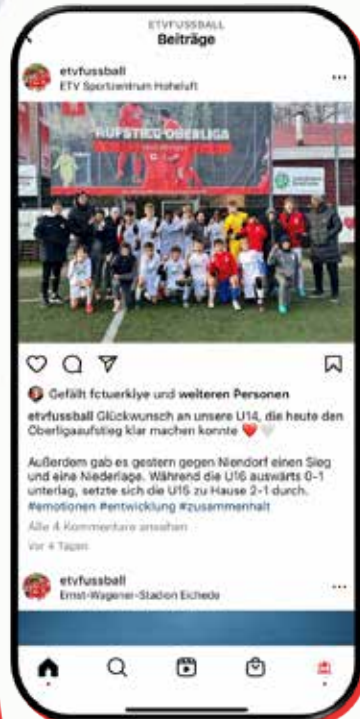 ETVFUSSBALL
Beiträge
etvfussball
ETV Sportzentrum Hoheluft
AUFSTIEG OBERLIGA
Gefällt fctuerkiye und weiteren Personen
etvfussball Glückwunsch an unsere U14, die heute den
Oberligaaufstieg klar machen konnte
Außerdem gab es gestern gegen Niendorf einen Sieg
und eine Niederlage. Während die U16 auswärts 0-1
unterlag, setzte sich die U15 zu Hause 2-1 durch.
#emotionen #entwicklung #zusammenhalt
Alle 4 Kommentare ansehen
Vor 4 Tagen
etvfussball
Ernst-Wagener-Stadion Eichede